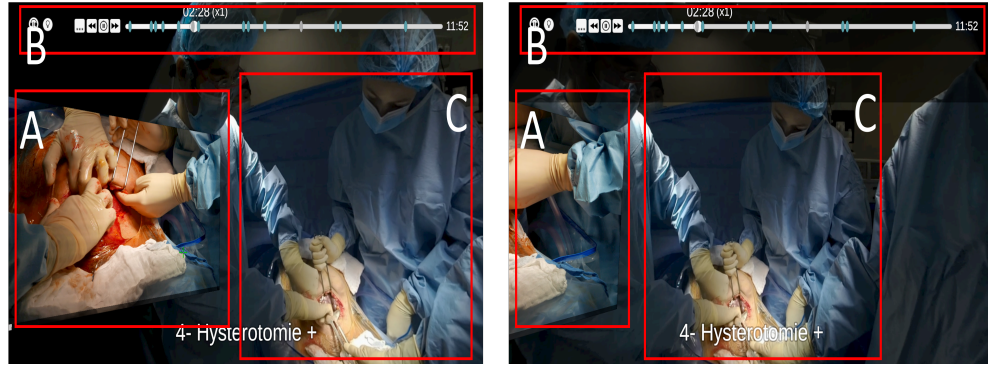 02:28 (x1)
11:52
B
A
C
4- Hysterotomie +
02:28 (x1)
11:52
B
A
C
4- Hysterotomie +